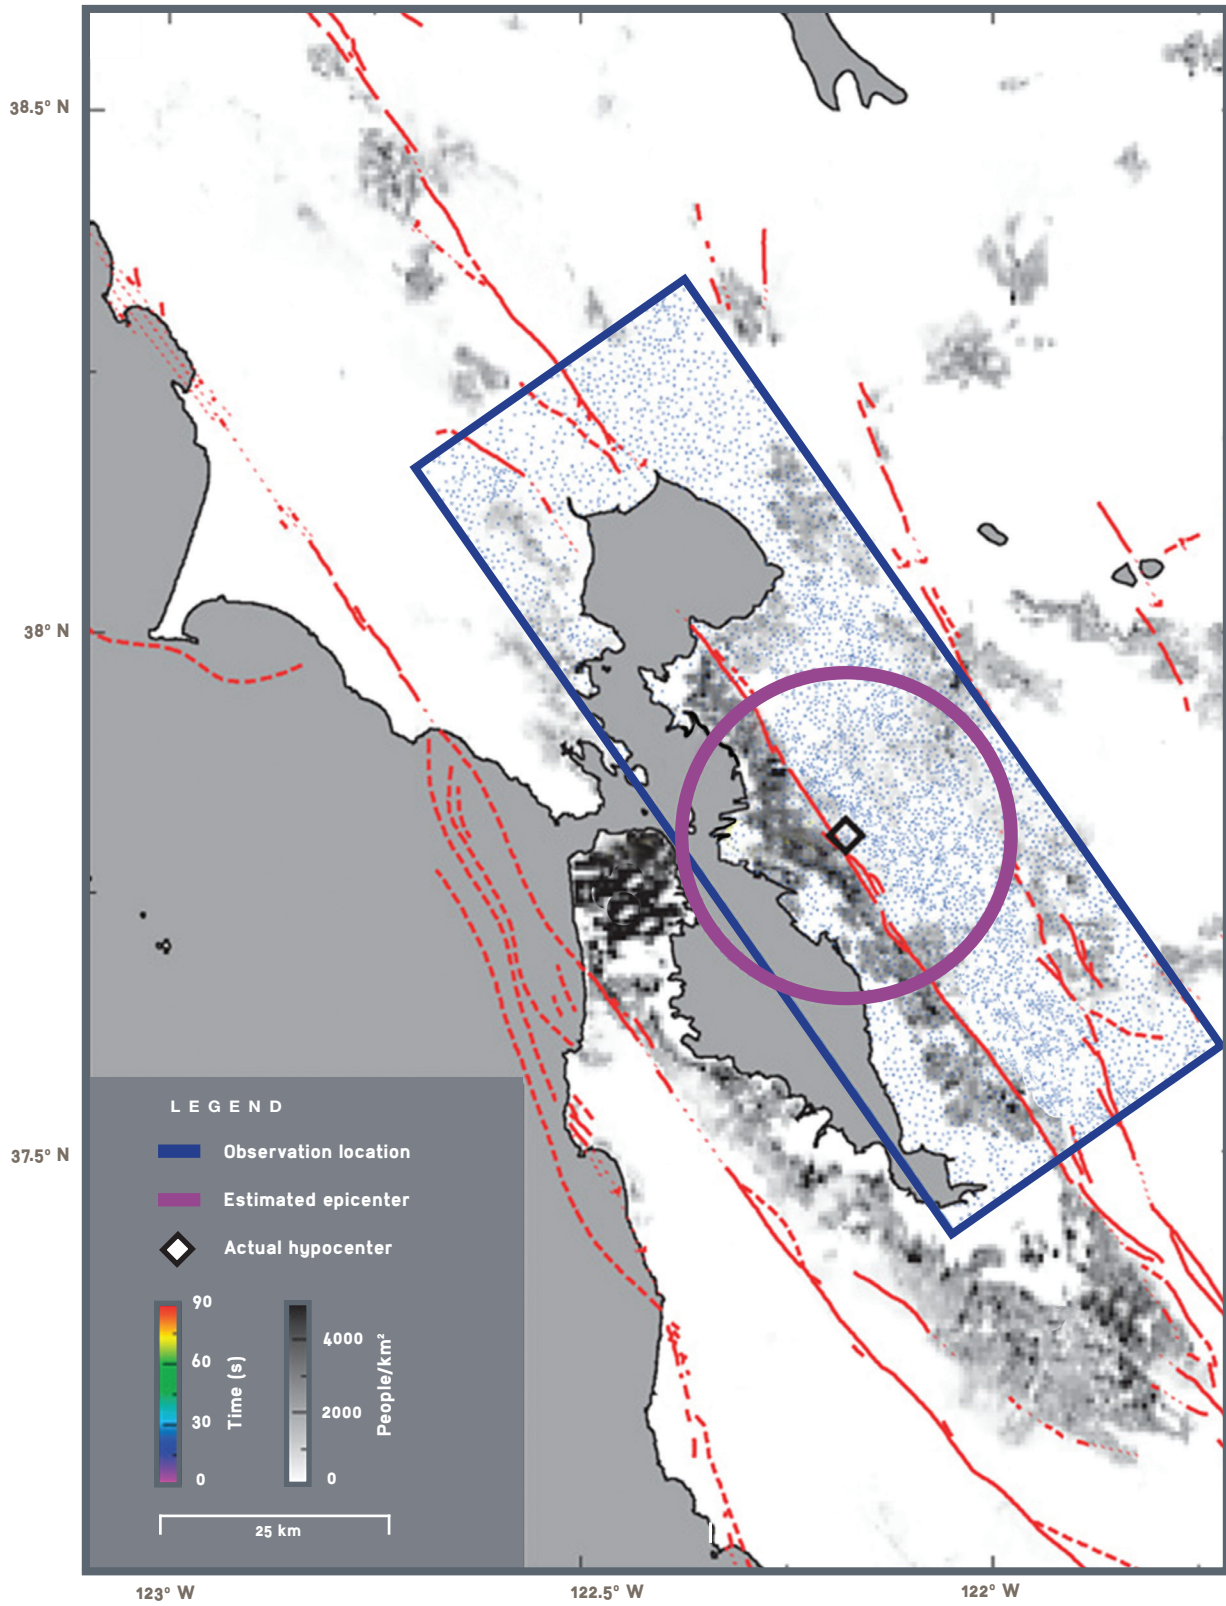 38.5° N
38° N
37.5° N
LEGEND
Observation location
Estimated epicenter
Actual hypocenter
90
60
30
0
Time (s)
4000
2000
0
People/km²
25 km
123° W
122.5° W
122° W